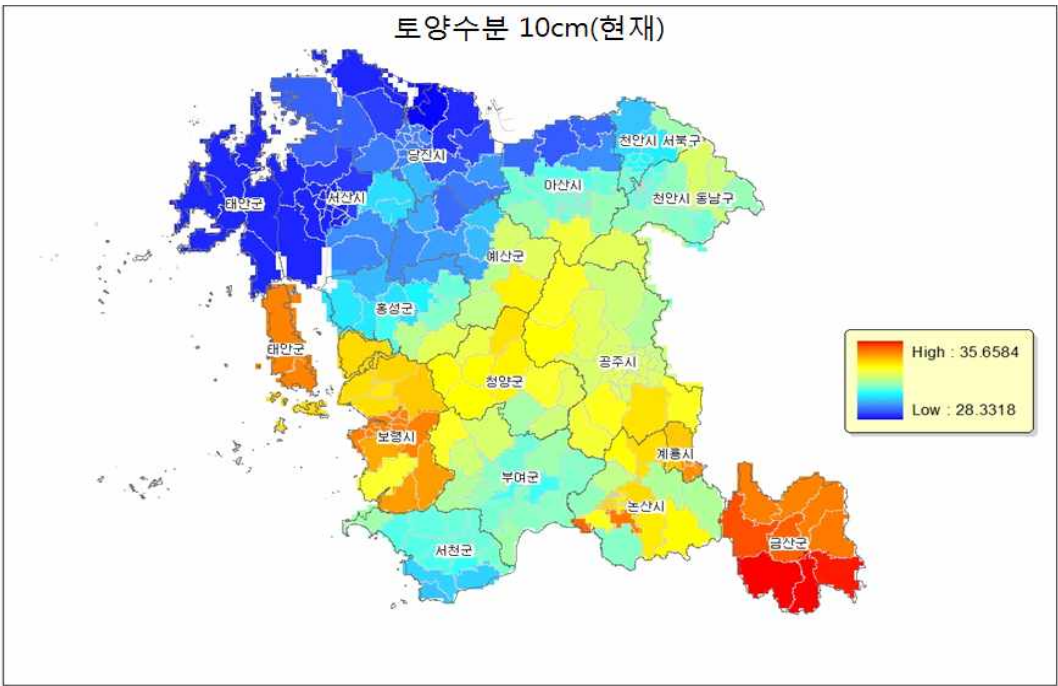 토양수분 10cm(현재)
천안시 서북구
당진시
아산시
태안군
서산시
천안시 동남구
예산군
홍성군
태안군
공주시
청양군
보령시
계룡시
부여군
논산시
서천군
금산군
High : 35.6584
Low : 28.3318